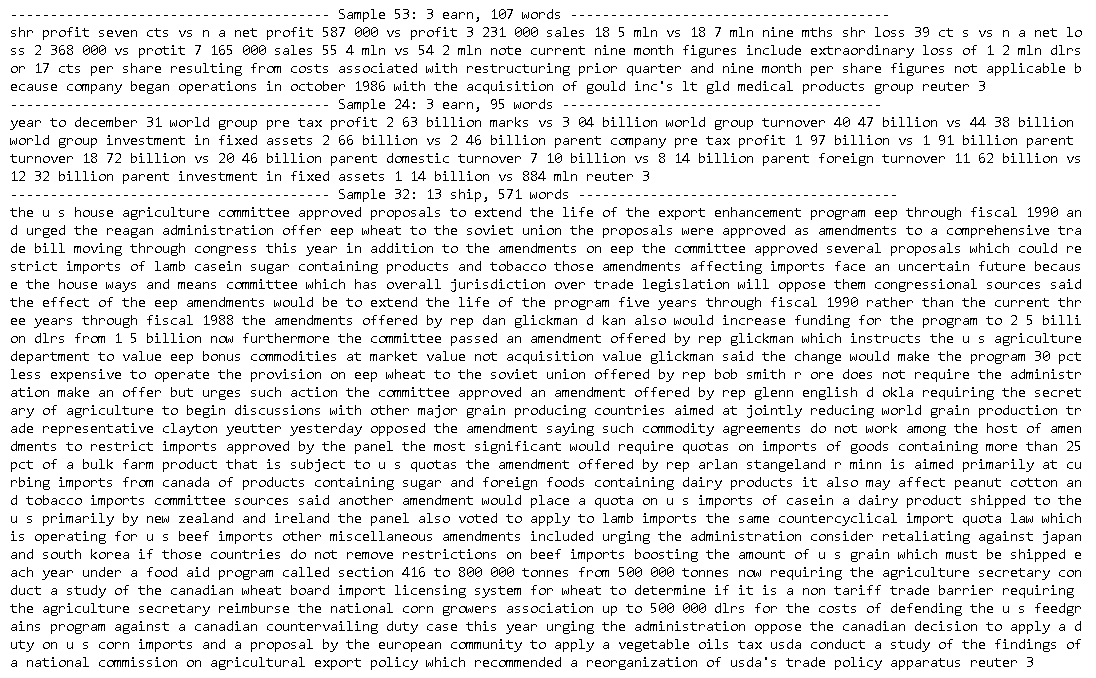 --------------------------------------- Sample 53: 3 earn, 107 words ---------------------------------------
shr profit seven cts vs n a net profit 587 000 vs profit 3 231 000 sales 18 5 mln vs 18 7 mln nine mths shr loss 39 ct s vs n a net lo
ss 2 368 000 vs protit 7 165 000 sales 55 4 mln vs 54 2 mln note current nine month figures include extraordinary loss of 1 2 mln dlrs
or 17 cts per share resulting from costs associated with restructuring prior quarter and nine month per share figures not applicable b
ecause company began operations in october 1986 with the acquisition of gould inc's lt gld medical products group reuter 3
--------------------------------------- Sample 24: 3 earn, 95 words ---------------------------------------
year to december 31 world group pre tax profit 2 63 billion marks vs 3 04 billion world group turnover 40 47 billion vs 44 38 billion
world group investment in fixed assets 2 66 billion vs 2 46 billion parent company pre tax profit 1 97 billion vs 1 91 billion parent
turnover 18 72 billion vs 20 46 billion parent domestic turnover 7 10 billion vs 8 14 billion parent foreign turnover 11 62 billion vs
12 32 billion parent investment in fixed assets 1 14 billion vs 884 mln reuter 3
--------------------------------------- Sample 32: 13 ship, 571 words ---------------------------------------
the u s house agriculture committee approved proposals to extend the life of the export enhancement program eep through fiscal 1990 an
d urged the reagan administration offer eep wheat to the soviet union the proposals were approved as amendments to a comprehensive tra
de bill moving through congress this year in addition to the amendments on eep the committee approved several proposals which could re
strict imports of lamb casein sugar containing products and tobacco those amendments affecting imports face an uncertain future becaus
e the house ways and means committee which has overall jurisdiction over trade legislation will oppose them congressional sources said
the effect of the eep amendments would be to extend the life of the program five years through fiscal 1990 rather than the current thr
ee years through fiscal 1988 the amendments offered by rep dan glickman d kan also would increase funding for the program to 2 5 billi
on dlrs from 1 5 billion now furthermore the committee passed an amendment offered by rep glickman which instructs the u s agriculture
department to value eep bonus commodities at market value not acquisition value glickman said the change would make the program 30 pct
less expensive to operate the provision on eep wheat to the soviet union offered by rep bob smith r ore does not require the administr
ation make an offer but urges such action the committee approved an amendment offered by rep glenn english d okla requiring the secret
ary of agriculture to begin discussions with other major grain producing countries aimed at jointly reducing world grain production tr
ade representative clayton yeutter yesterday opposed the amendment saying such commodity agreements do not work among the host of amen
dments to restrict imports approved by the panel the most significant would require quotas on imports of goods containing more than 25
pct of a bulk farm product that is subject to u s quotas the amendment offered by rep arlan stangeland r minn is aimed primarily at cu
rbing imports from canada of products containing sugar and foreign foods containing dairy products it also may affect peanut cotton an
d tobacco imports committee sources said another amendment would place a quota on u s imports of casein a dairy product shipped to the
u s primarily by new zealand and ireland the panel also voted to apply to lamb imports the same countercyclical import quota law which
is operating for u s beef imports other miscellaneous amendments included urging the administration consider retaliating against japan
and south korea if those countries do not remove restrictions on beef imports boosting the amount of u s grain which must be shipped e
ach year under a food aid program called section 416 to 800 000 tonnes from 500 000 tonnes now requiring the agriculture secretary con
duct a study of the canadian wheat board import licensing system for wheat to determine if it is a non tariff trade barrier requiring
the agriculture secretary reimburse the national corn growers association up to 500 000 dlrs for the costs of defending the u s feedgr
ains program against a canadian countervailing duty case this year urging the administration oppose the canadian decision to apply a d
uty on u s corn imports and a proposal by the european community to apply a vegetable oils tax usda conduct a study of the findings of
a national commission on agricultural export policy which recommended a reorganization of usda's trade policy apparatus reuter 3